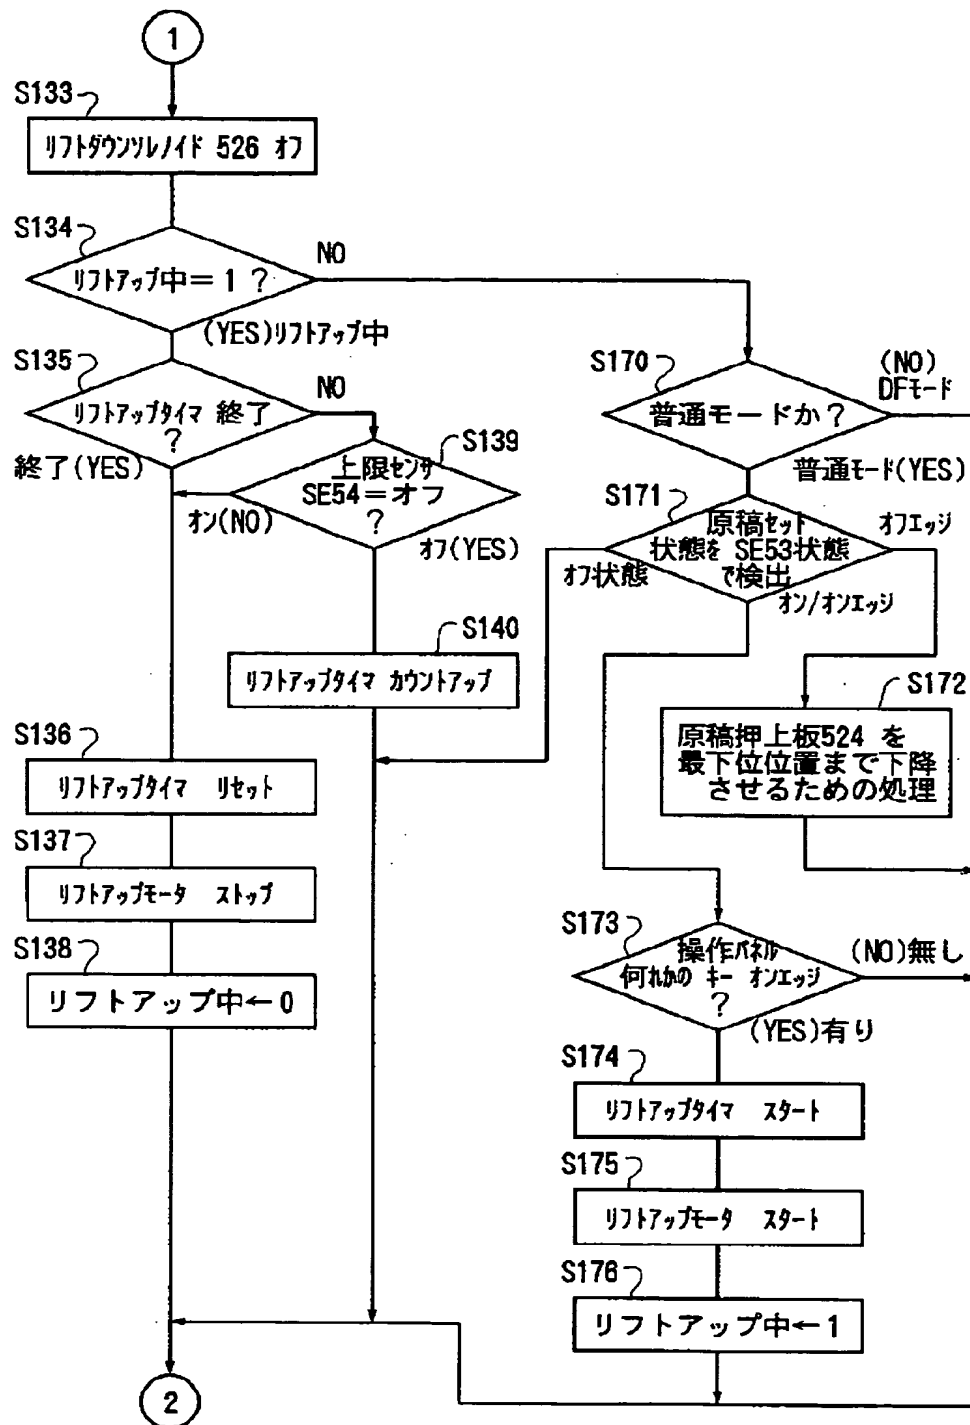 1
S133
リフトダウンソレノイド 526 オフ
S134
リフトアップ中=1?
NO
(YES)リフトアップ中
S135
リフトアップタイマ 終了
?
NO
終了(YES)
S139
上限センサ
SE54=オフ
?
オン(NO)
オフ(YES)
S140
リフトアップタイマ カウントアップ
S136
リフトアップタイマ リセット
S137
リフトアップモータ ストップ
S138
リフトアップ中←0
S170
普通モードか?
(NO)
DFモード
普通モード(YES)
S171
原稿セット
状態を SE53状態
で検出
オフエッジ
オフ状態
オン/オンエッジ
S172
原稿押上板524 を
最下位位置まで下降
させるための処理
S173
操作パネル
何れかの キー オンエッジ
?
(NO)無し
(YES)有り
S174
リフトアップタイマ スタート
S175
リフトアップモータ スタート
S176
リフトアップ中←1
2